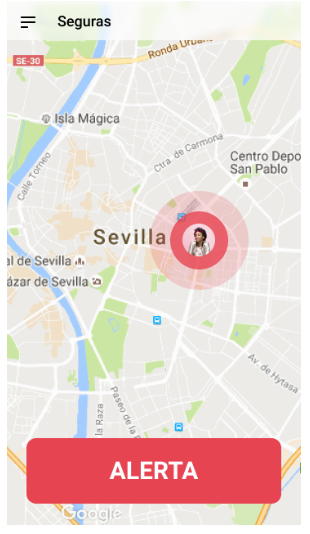 Seguras
Ronda Urbana
SE-30
Isla Mágica
Ctra. de Carmona
Calle Torneo
Centro Depo
San Pablo
Sevilla
al de Sevilla
ázar de Sevilla
Av. de Hytasa
la Raza
Paseo de la
ALERTA
Google